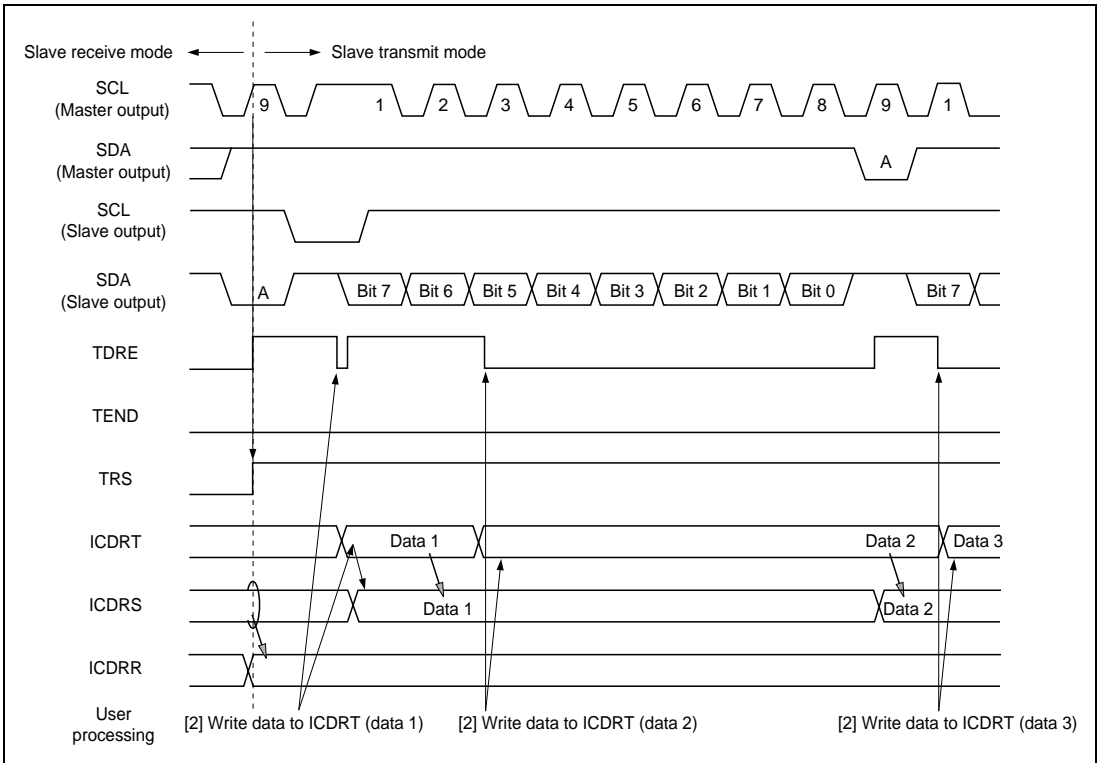 Slave receive mode
Slave transmit mode
SCL
(Master output)
9 1 2 3 4 5 6 7 8 9 1
SDA
(Master output)
A
SCL
(Slave output)
SDA
(Slave output)
A Bit 7 Bit 6 Bit 5 Bit 4 Bit 3 Bit 2 Bit 1 Bit 0 Bit 7
TDRE
TEND
TRS
ICDRT
Data 1 Data 2 Data 3
ICDRS
Data 1 Data 2
ICDRR
User
processing
[2] Write data to ICDRT (data 1) [2] Write data to ICDRT (data 2) [2] Write data to ICDRT (data 3)